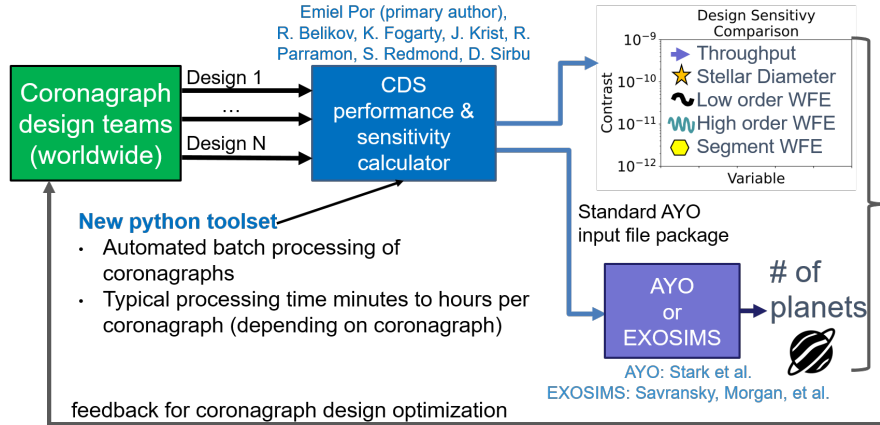 Emiel Por (primary author),
R. Belikov, K. Fogarty, J. Krist, R.
Parramon, S. Redmond, D. Sirbu
Coronagraph
design teams
(worldwide)
Design 1
...
Design N
CDS
performance &
sensitivity
calculator
Design Sensitivy
Comparison
Contrast
10⁻⁹
10⁻¹⁰
10⁻¹¹
10⁻¹²
Throughput
Stellar Diameter
Low order WFE
High order WFE
Segment WFE
Variable
New python toolset
• Automated batch processing of
coronagraphs
• Typical processing time minutes to hours per
coronagraph (depending on coronagraph)
Standard AYO
input file package
AYO
or
EXOSIMS
# of
planets
AYO: Stark et al.
EXOSIMS: Savransky, Morgan, et al.
feedback for coronagraph design optimization